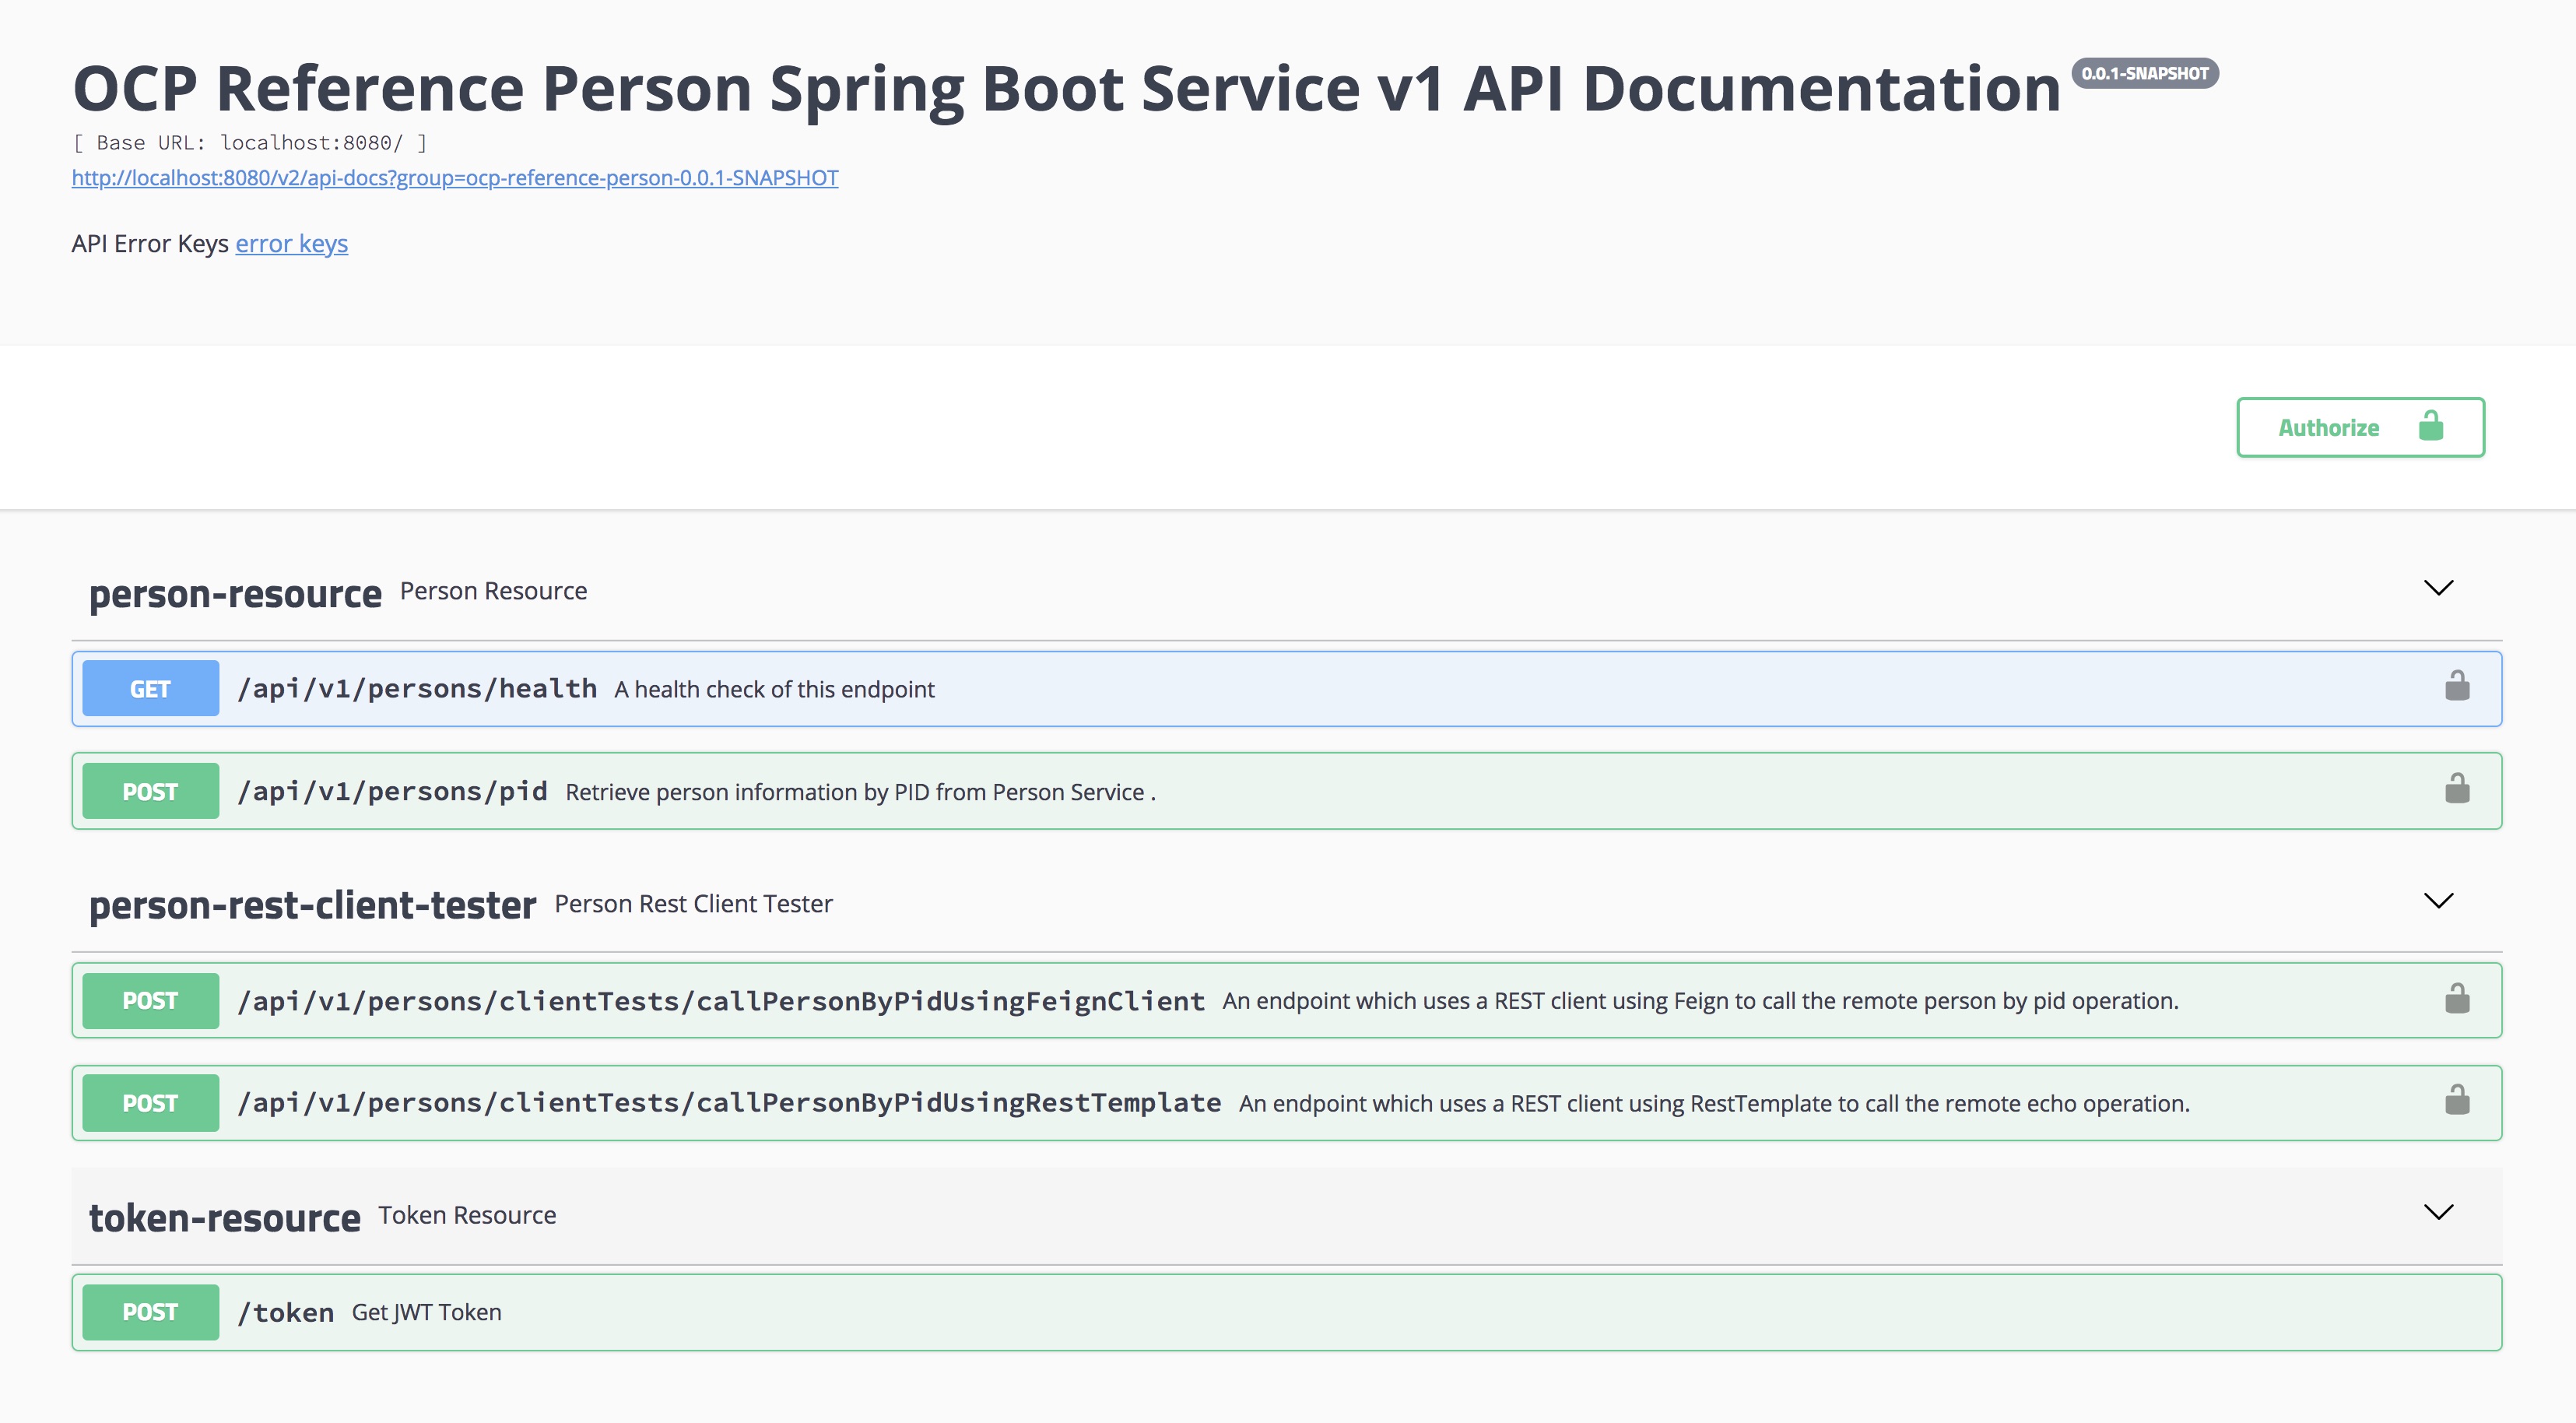 OCP Reference Person Spring Boot Service v1 API Documentation 0.0.1-SNAPSHOT
[ Base URL: localhost:8080/ ]
http://localhost:8080/v2/api-docs?group=ocp-reference-person-0.0.1-SNAPSHOT
API Error Keys error keys
Authorize
person-resource Person Resource
GET /api/v1/persons/health A health check of this endpoint
POST /api/v1/persons/pid Retrieve person information by PID from Person Service .
person-rest-client-tester Person Rest Client Tester
POST /api/v1/persons/clientTests/callPersonByPidUsingFeignClient An endpoint which uses a REST client using Feign to call the remote person by pid operation.
POST /api/v1/persons/clientTests/callPersonByPidUsingRestTemplate An endpoint which uses a REST client using RestTemplate to call the remote echo operation.
token-resource Token Resource
POST /token Get JWT Token